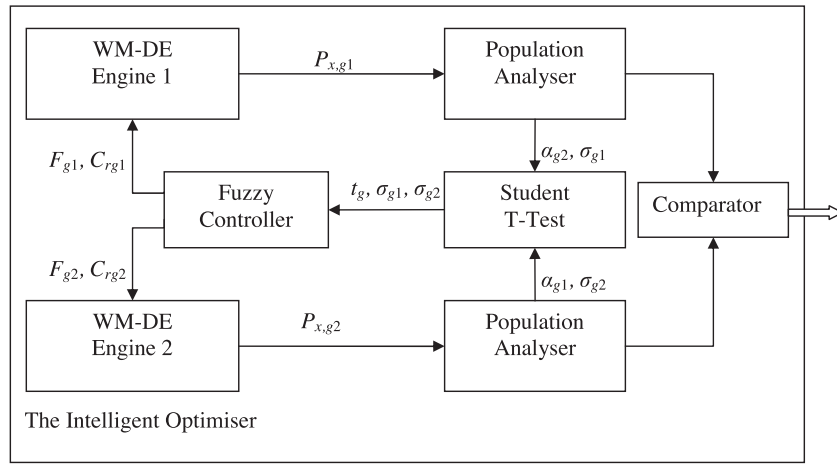 WM-DE
Engine 1
P_{x,g1}
Population
Analyser
F_{g1}, C_{rg1}
α_{g2}, σ_{g1}
Fuzzy
Controller
t_g, σ_{g1}, σ_{g2}
Student
T-Test
Comparator
F_{g2}, C_{rg2}
α_{g1}, σ_{g2}
WM-DE
Engine 2
P_{x,g2}
Population
Analyser
The Intelligent Optimiser